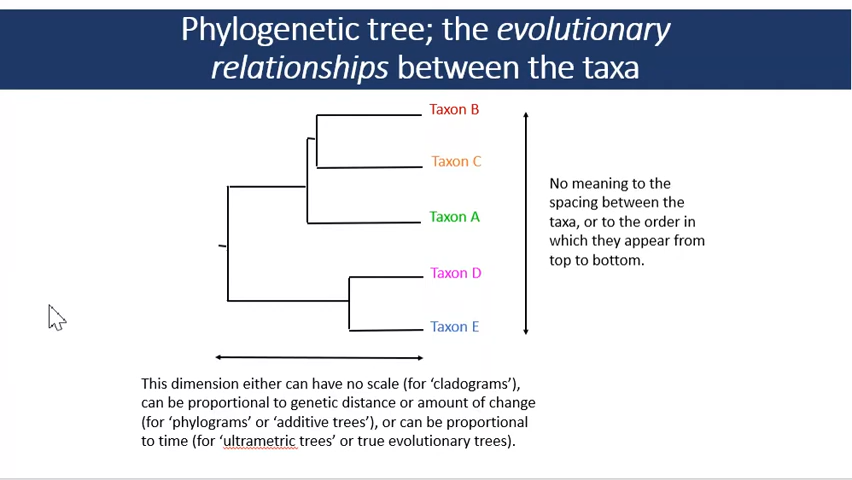 Phylogenetic tree; the evolutionary
relationships between the taxa
Taxon B
Taxon C
Taxon A
Taxon D
Taxon E
No meaning to the
spacing between the
taxa, or to the order in
which they appear from
top to bottom.
This dimension either can have no scale (for ‘cladograms’),
can be proportional to genetic distance or amount of change
(for ‘phylograms’ or ‘additive trees’), or can be proportional
to time (for ‘ultrametric trees’ or true evolutionary trees).